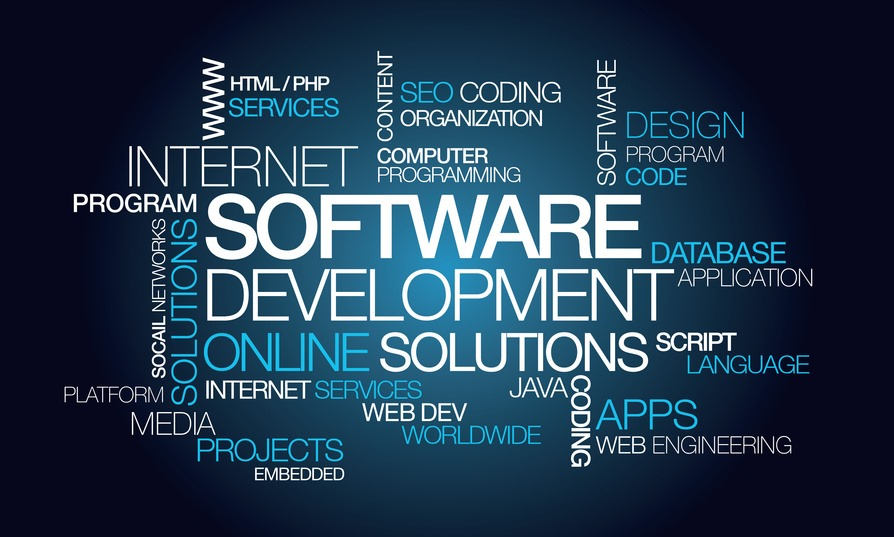 WWW
HTML / PHP
SERVICES
CONTENT
SEO CODING
ORGANIZATION
SOFTWARE
DESIGN
PROGRAM
CODE
INTERNET
COMPUTER
PROGRAMMING
PROGRAM
SOFTWARE
DATABASE
APPLICATION
SOCAIL NETWORKS
SOLUTIONS
DEVELOPMENT
ONLINE SOLUTIONS
SCRIPT
LANGUAGE
PLATFORM
INTERNET SERVICES
JAVA
CODING
APPS
MEDIA
WEB DEV
WORLDWIDE
WEB ENGINEERING
PROJECTS
EMBEDDED